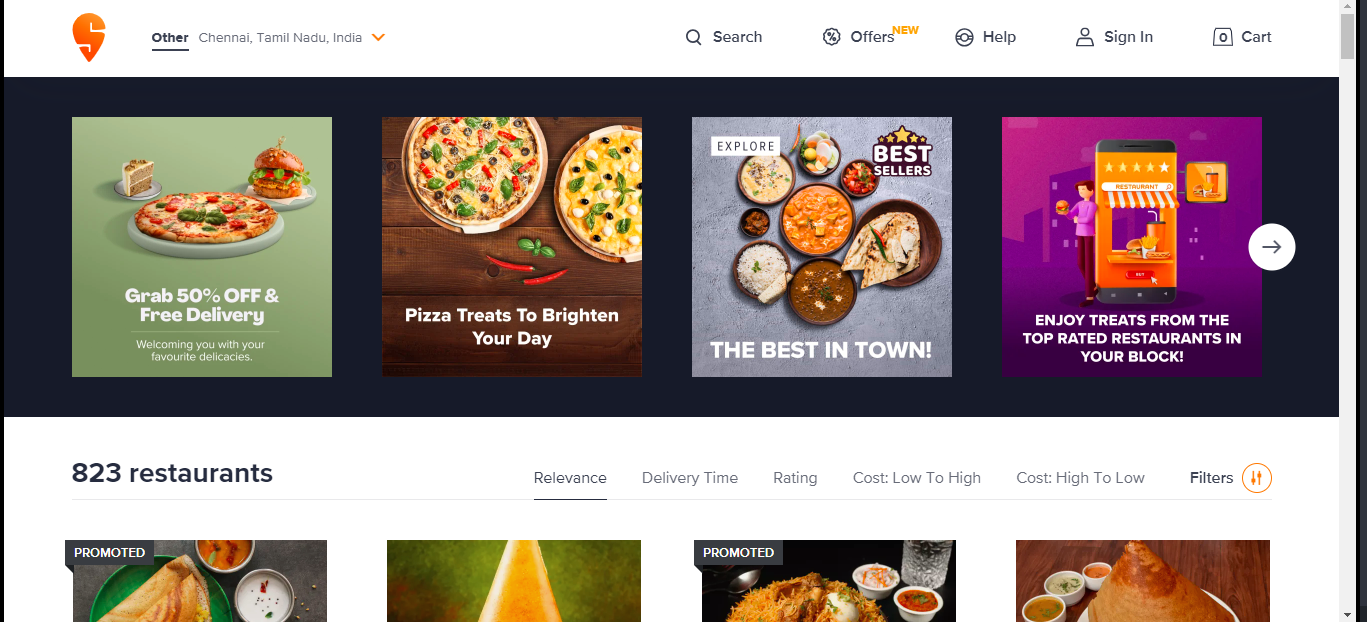 Other Chennai, Tamil Nadu, India
Search
Offers NEW
Help
Sign In
0 Cart
Grab 50% OFF &
Free Delivery
Welcoming you with your
favourite delicacies.
Pizza Treats To Brighten
Your Day
EXPLORE
BEST
SELLERS
THE BEST IN TOWN!
RESTAURANT
BUY
ENJOY TREATS FROM THE
TOP RATED RESTAURANTS IN
YOUR BLOCK!
823 restaurants
Relevance
Delivery Time
Rating
Cost: Low To High
Cost: High To Low
Filters
PROMOTED
PROMOTED